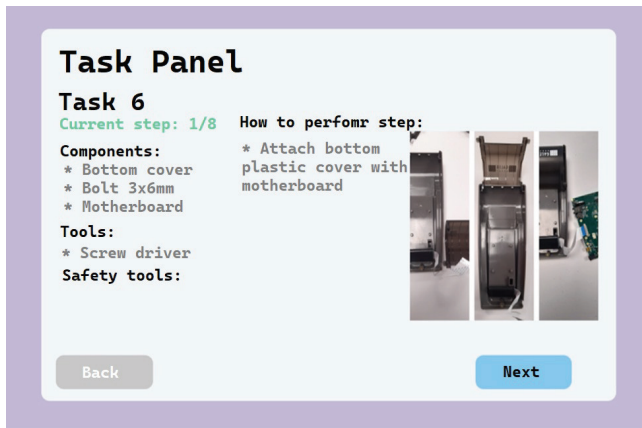 Task Panel
Task 6
Current step: 1/8
Components:
* Bottom cover
* Bolt 3x6mm
* Motherboard
Tools:
* Screw driver
Safety tools:
How to perfomr step:
* Attach bottom
plastic cover with
motherboard
Back
Next